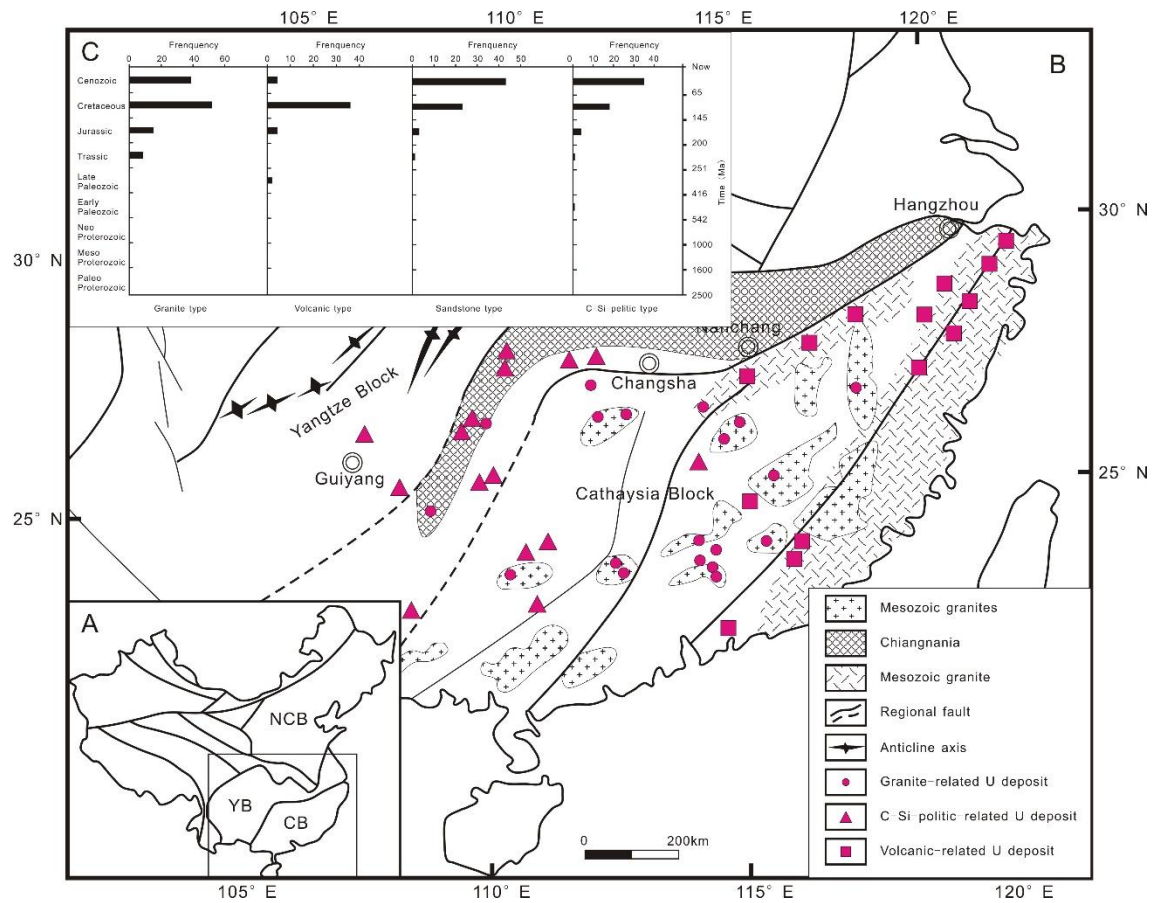 105° E 110° E 115° E 120° E
C
Frenquency Frenquency Frenquency Frenquency
0 20 40 60 0 10 20 30 40 0 10 20 30 40 50 0 10 20 30 40
Now
Cenozoic
65
Cretaceous
145
Jurassic
200
Trassic
251
Late
Paleozoic
416
Early
Paleozoic
542
Neo
Proterozoic
1000
Meso
Proterozoic
1600
Paleo
Proterozoic
2500
Time (Ma)
Granite type Volcanic type Sandstone type C-Si pelitic type
B
Hangzhou
30° N
30° N
Nanchang
Changsha
Yangtze Block
Guiyang
Cathaysia Block
25° N
25° N
A
NCB
YB
CB
0 200km
Mesozoic granites
Chiangnania
Mesozoic granite
Regional fault
Anticline axis
Granite-related U deposit
C-Si-politic-related U deposit
Volcanic-related U deposit
105° E 110° E 115° E 120° E